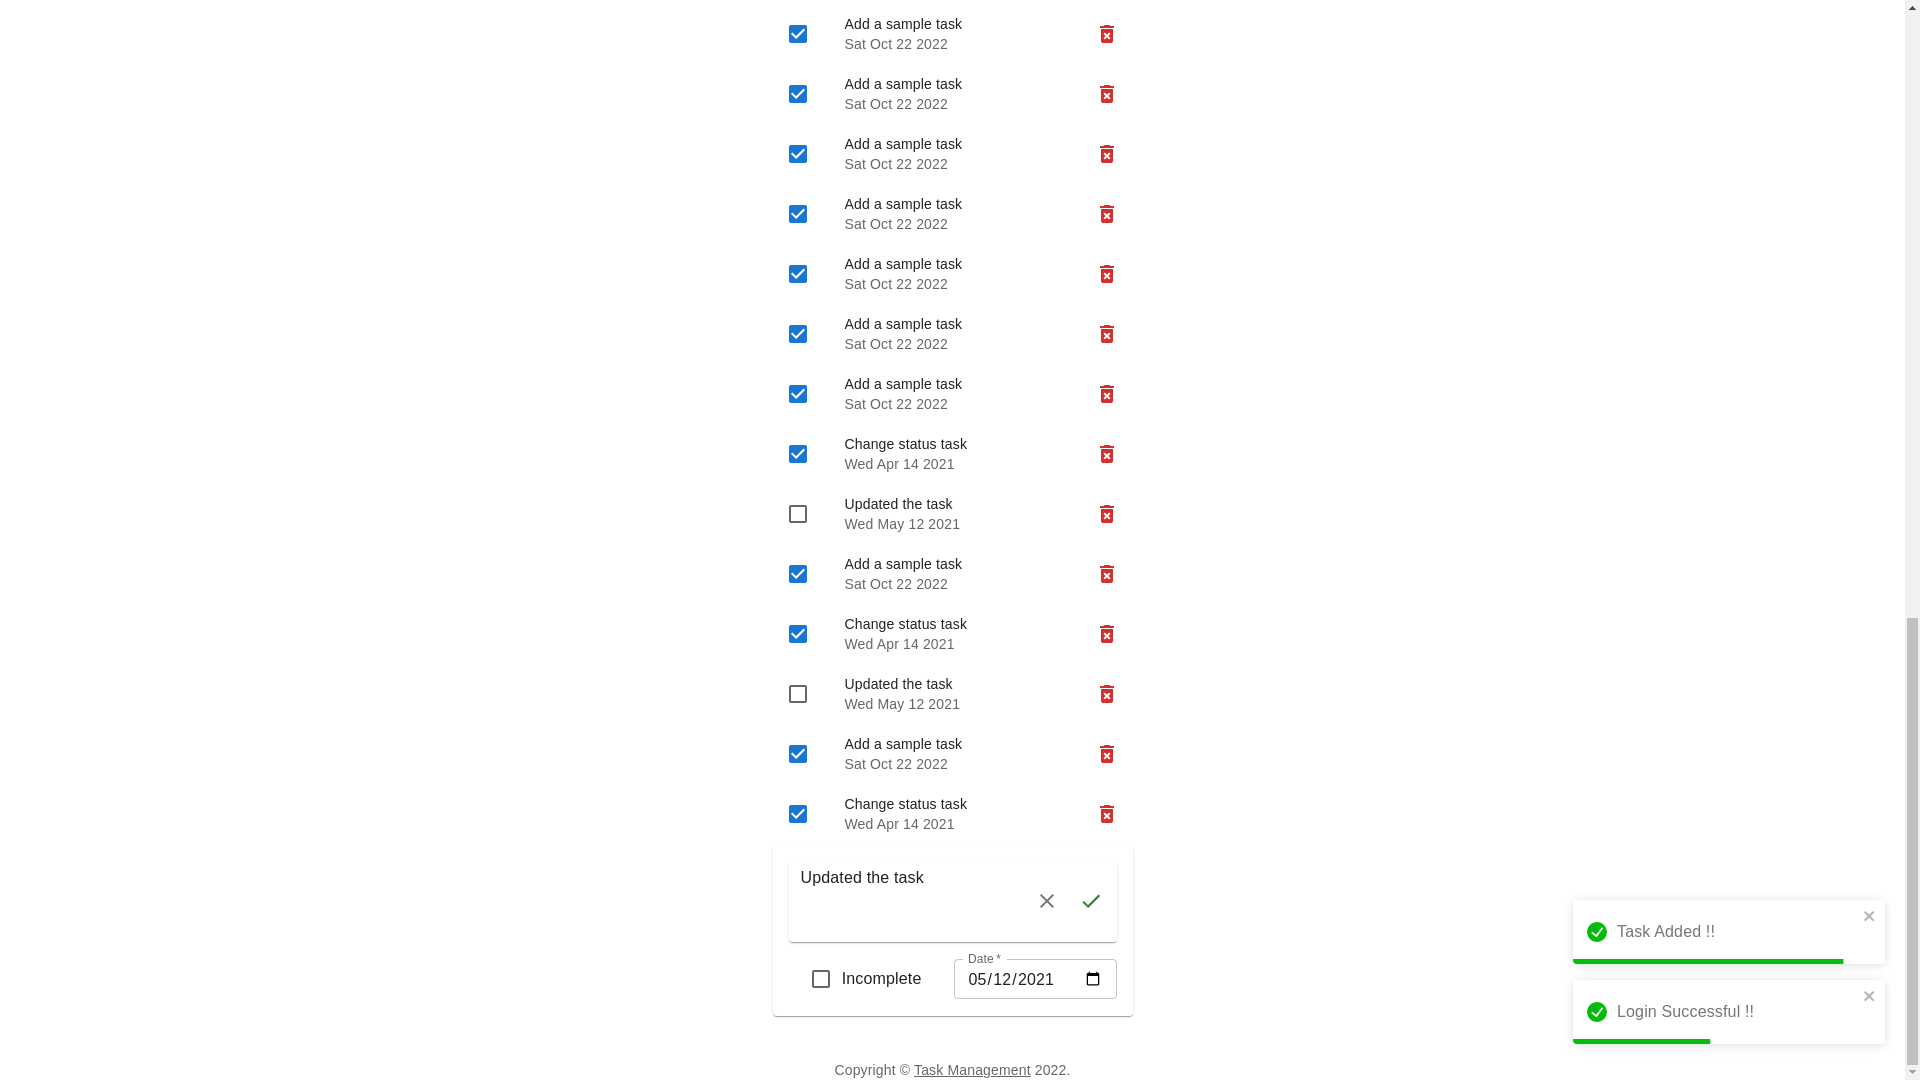 Add a sample task
Sat Oct 22 2022
Add a sample task
Sat Oct 22 2022
Add a sample task
Sat Oct 22 2022
Add a sample task
Sat Oct 22 2022
Add a sample task
Sat Oct 22 2022
Add a sample task
Sat Oct 22 2022
Add a sample task
Sat Oct 22 2022
Change status task
Wed Apr 14 2021
Updated the task
Wed May 12 2021
Add a sample task
Sat Oct 22 2022
Change status task
Wed Apr 14 2021
Updated the task
Wed May 12 2021
Add a sample task
Sat Oct 22 2022
Change status task
Wed Apr 14 2021
Updated the task
Incomplete
Date *
05/12/2021
Task Added !!
Login Successful !!
Copyright © Task Management 2022.